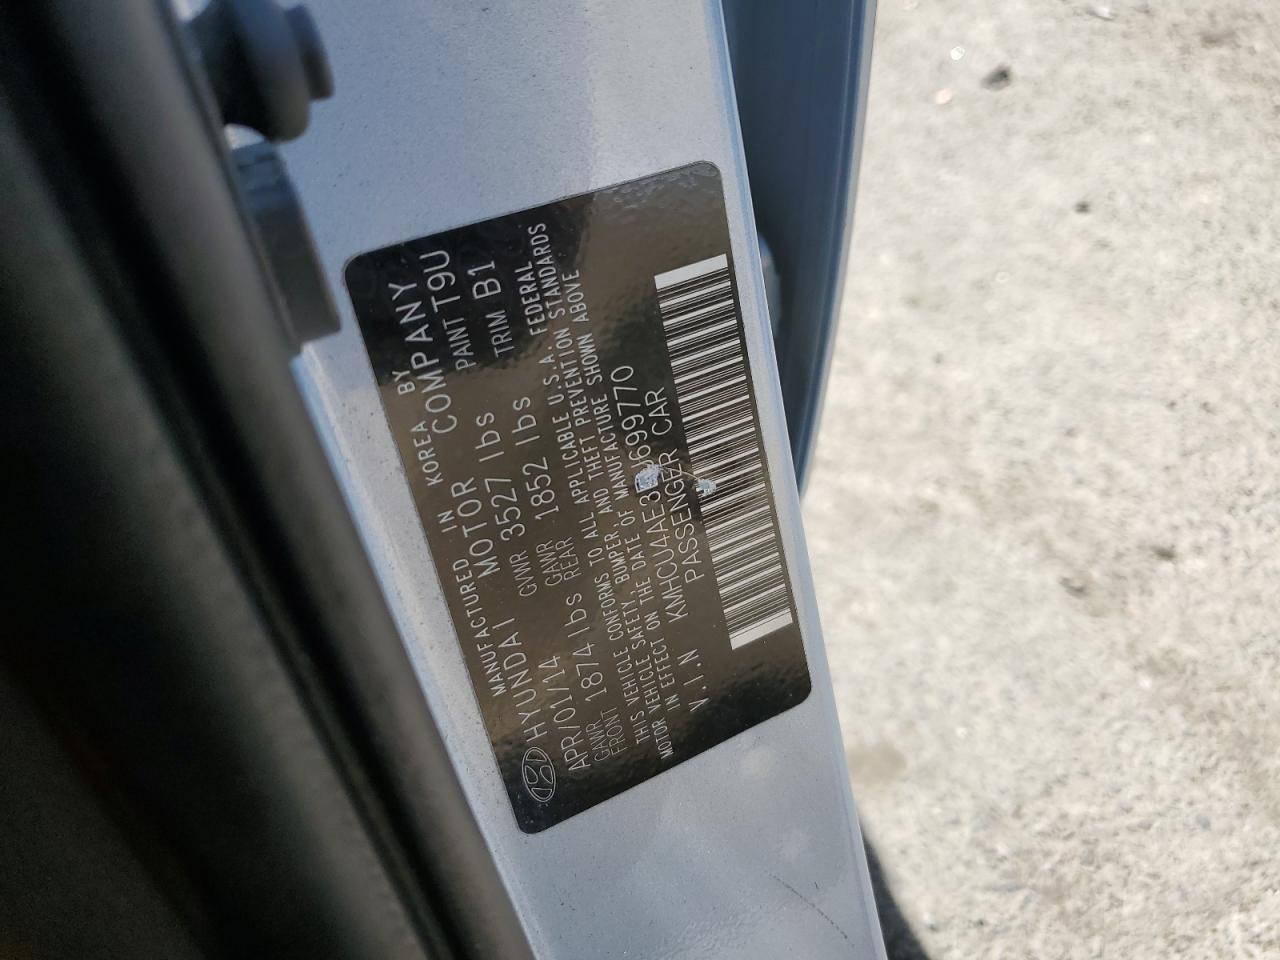 MANUFACTURED IN KOREA BY
HYUNDAI MOTOR COMPANY
APR/01/14 GVWR 3527 lbs PAINT T9U
GAWR FRONT 1874 lbs GAWR REAR 1852 lbs TRIM B1
THIS VEHICLE CONFORMS TO ALL APPLICABLE U.S.A. FEDERAL
MOTOR VEHICLE SAFETY, BUMPER, AND THEFT PREVENTION STANDARDS
IN EFFECT ON THE DATE OF MANUFACTURE SHOWN ABOVE
V.I.N KMHCU4AE3 U699770
PASSENGER CAR